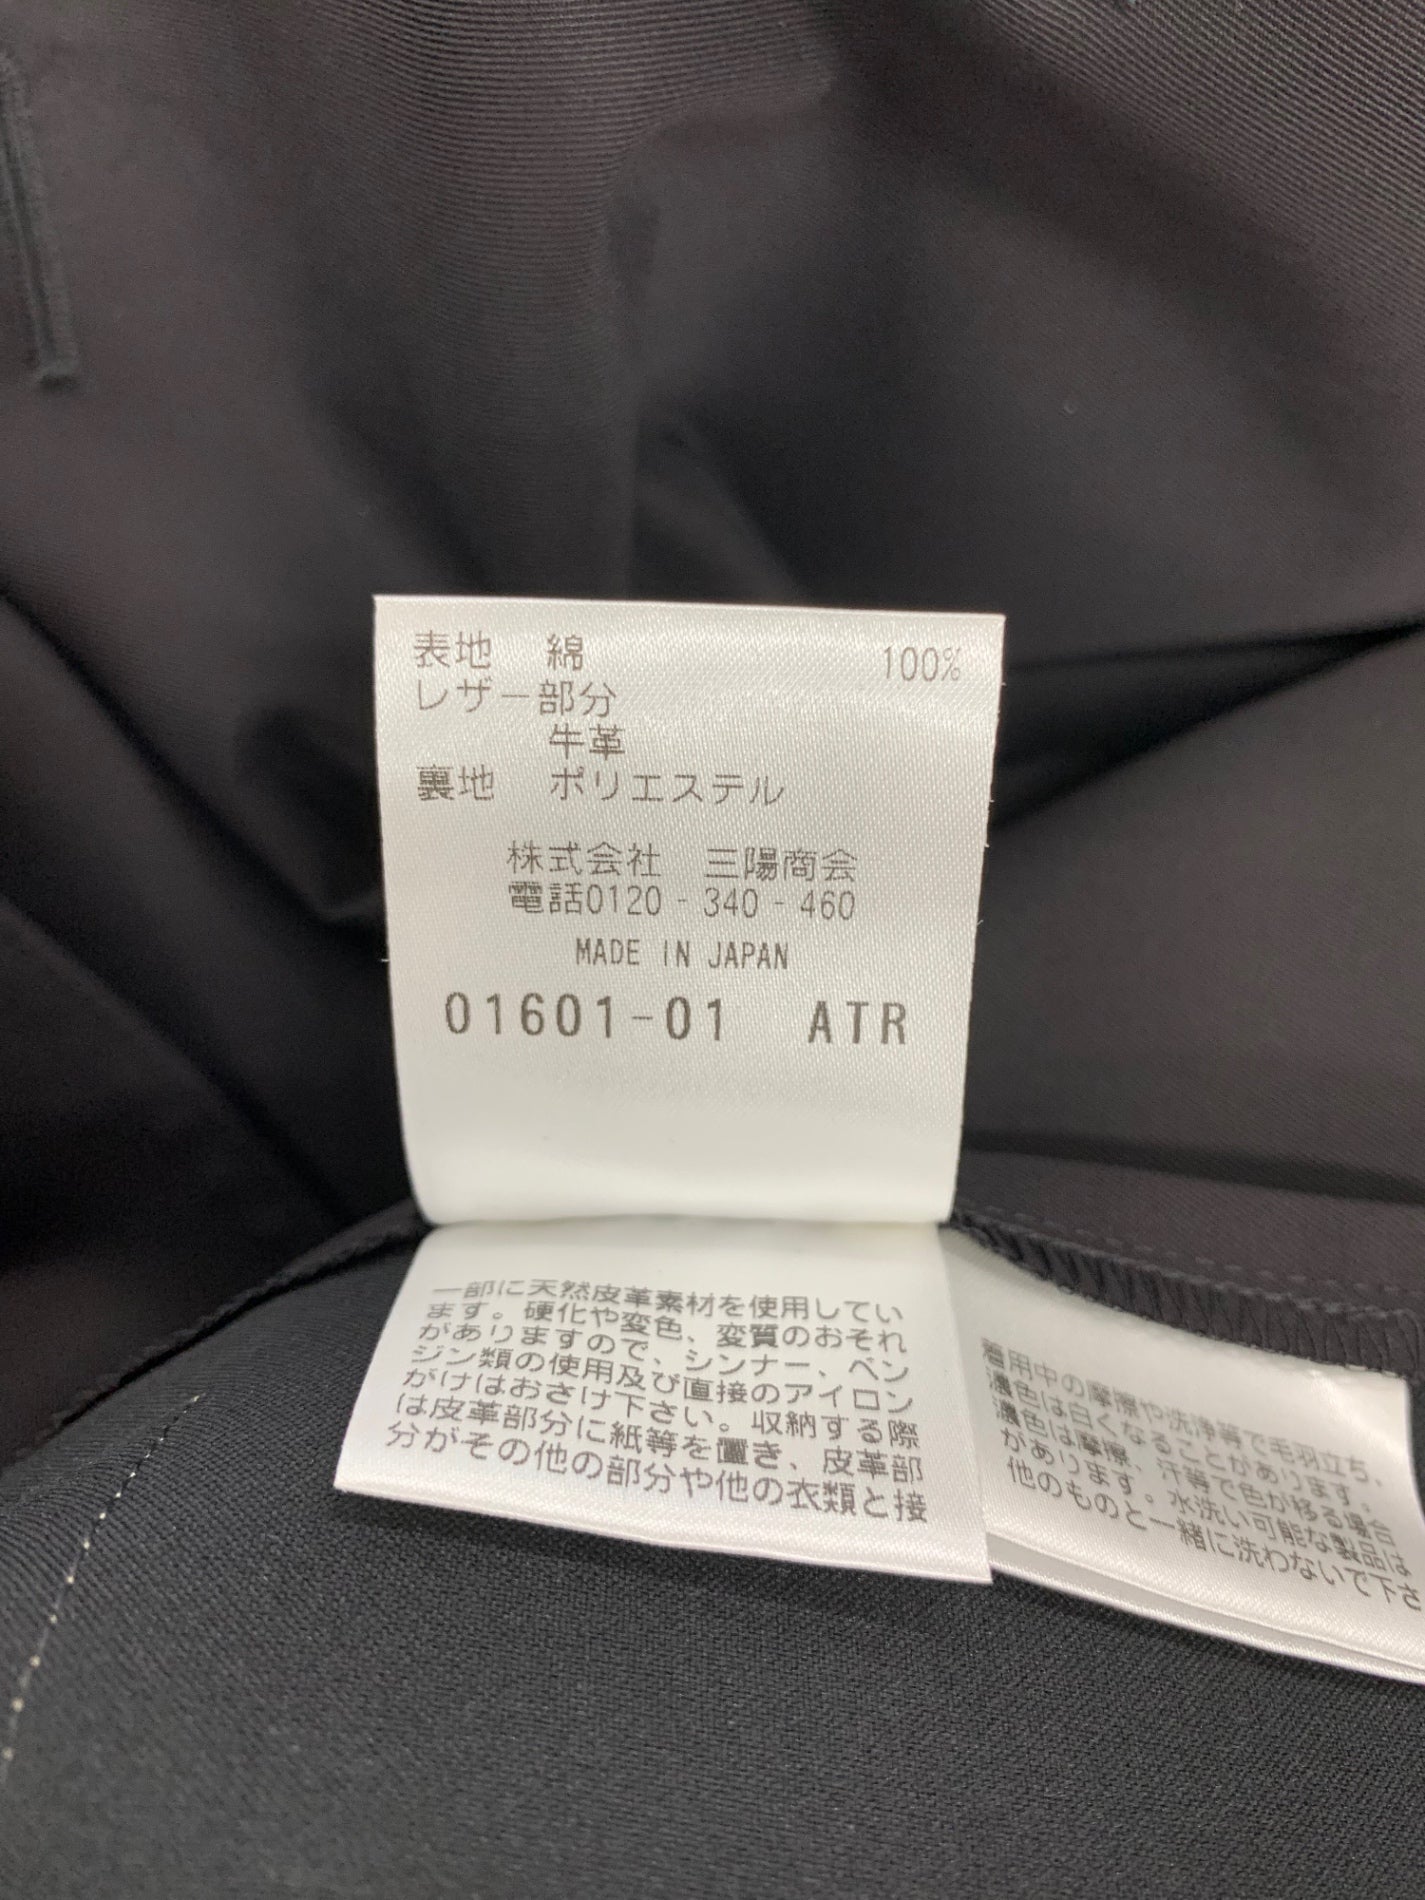 表地 綿 100%
レザー部分
牛革
裏地 ポリエステル
株式会社 三陽商会
電話0120-340-460
MADE IN JAPAN
01601-01 ATR
一部に天然皮革素材を使用してい
ます。硬化や変色、変質のおそれ
がありますので、シンナー、ベン
ジン類の使用及び直接のアイロン
がけはおさけ下さい。収納する際
は皮革部分に紙等を置き、皮革部
分がその他の部分や他の衣類と接
着用中の摩擦や洗浄等で毛羽立ち、
濃色は白くなることがあります。
濃色は摩擦、汗等で色が移る場合
があります。水洗い可能な製品は
他のものと一緒に洗わないで下さ